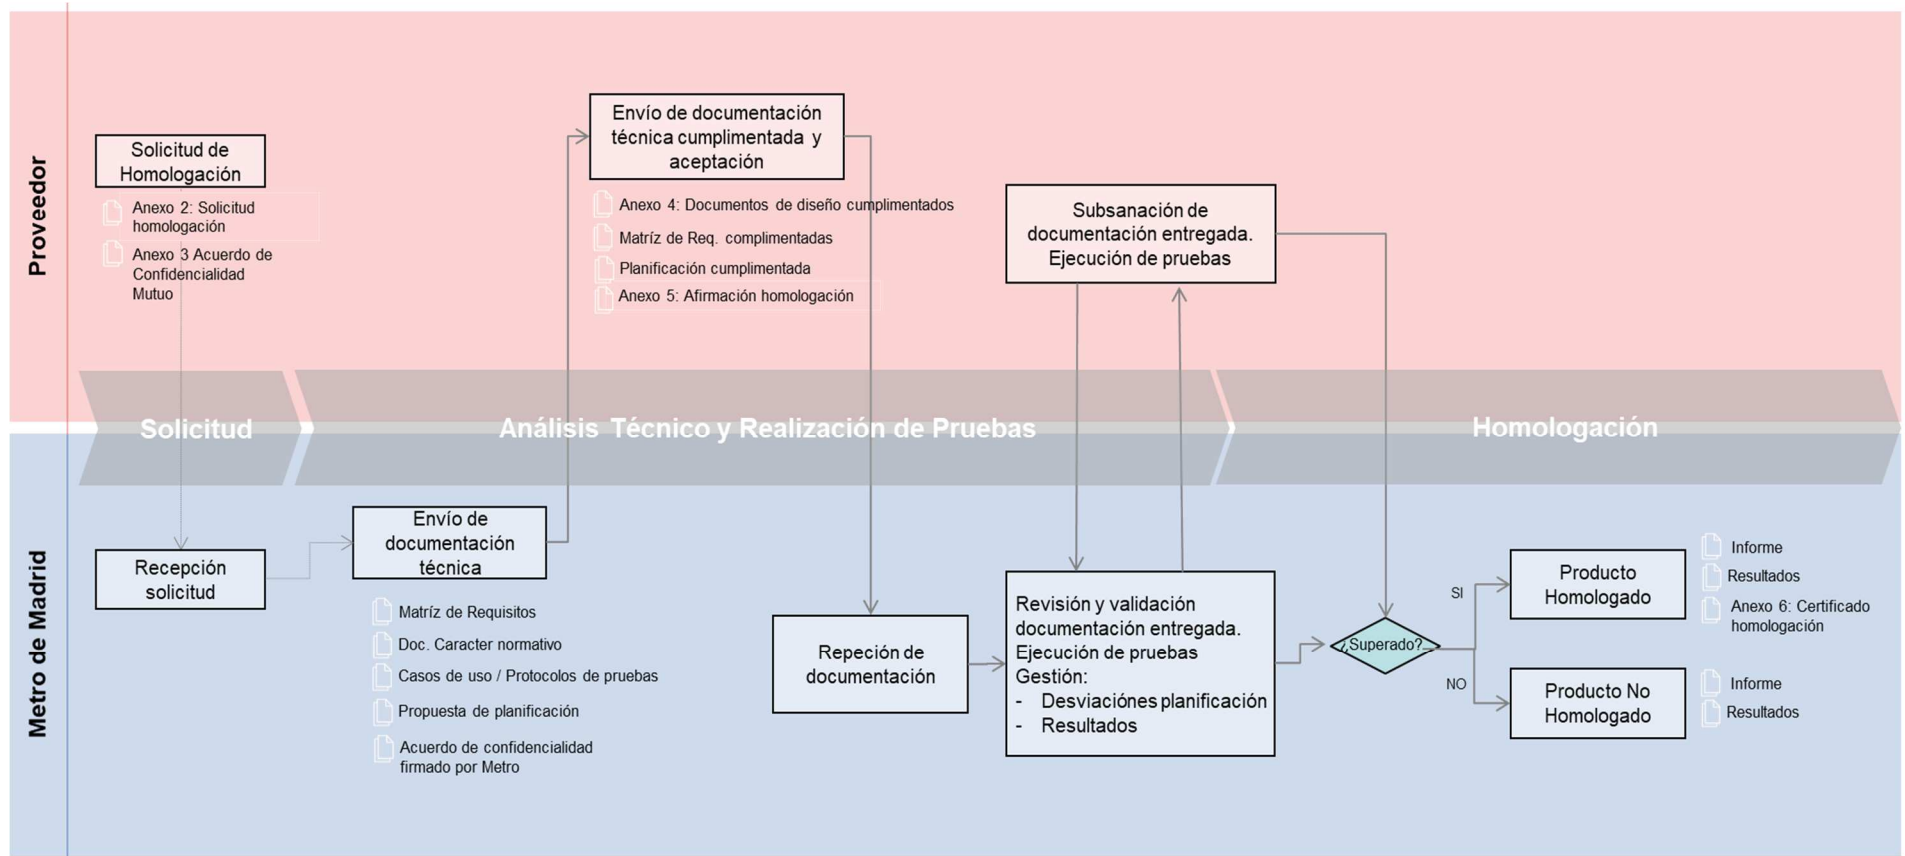 Proveedor
Solicitud de
Homologación
Anexo 2: Solicitud
homologación
Anexo 3 Acuerdo de
Confidencialidad
Mutuo
Envío de documentación
técnica cumplimentada y
aceptación
Anexo 4: Documentos de diseño cumplimentados
Matríz de Req. complimentadas
Planificación cumplimentada
Anexo 5: Afirmación homologación
Subsanación de
documentación entregada.
Ejecución de pruebas
Solicitud
Análisis Técnico y Realización de Pruebas
Homologación
Metro de Madrid
Recepción
solicitud
Envío de
documentación
técnica
Matríz de Requisitos
Doc. Caracter normativo
Casos de uso / Protocolos de pruebas
Propuesta de planificación
Acuerdo de confidencialidad
firmado por Metro
Repeción de
documentación
Revisión y validación
documentación entregada.
Ejecución de pruebas
Gestión:
- Desviaciónes planificación
- Resultados
¿Superado?
SI
NO
Producto
Homologado
Informe
Resultados
Anexo 6: Certificado
homologación
Producto No
Homologado
Informe
Resultados